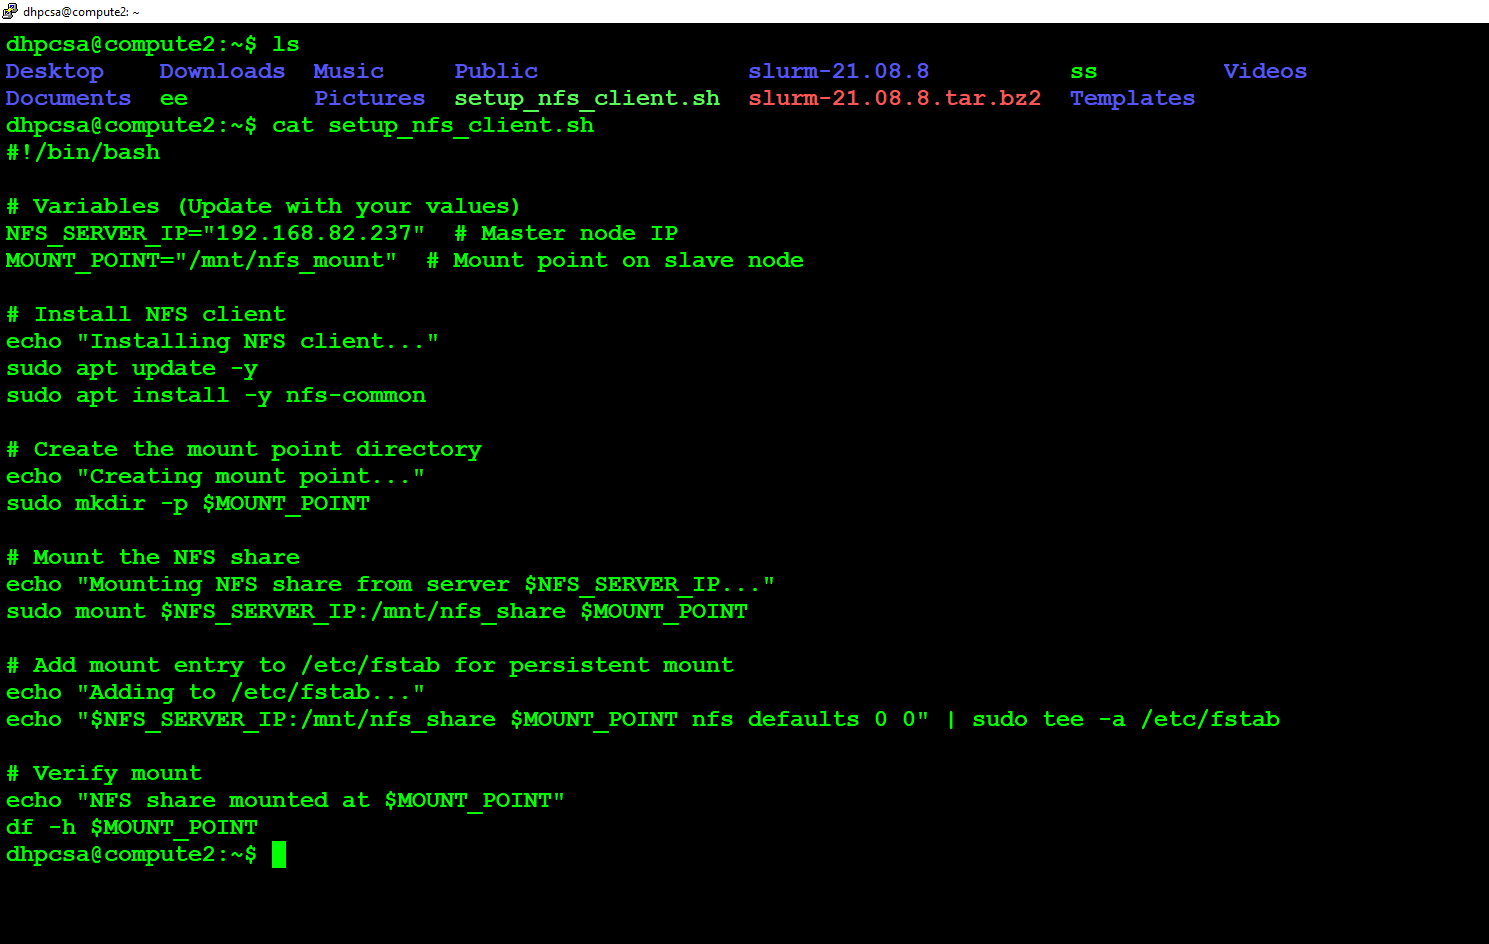 dhpcsa@compute2: ~
dhpcsa@compute2:~$ ls
Desktop    Downloads  Music     Public               slurm-21.08.8          ss         Videos
Documents  ee         Pictures  setup_nfs_client.sh  slurm-21.08.8.tar.bz2  Templates
dhpcsa@compute2:~$ cat setup_nfs_client.sh
#!/bin/bash

# Variables (Update with your values)
NFS_SERVER_IP="192.168.82.237"  # Master node IP
MOUNT_POINT="/mnt/nfs_mount"  # Mount point on slave node

# Install NFS client
echo "Installing NFS client..."
sudo apt update -y
sudo apt install -y nfs-common

# Create the mount point directory
echo "Creating mount point..."
sudo mkdir -p $MOUNT_POINT

# Mount the NFS share
echo "Mounting NFS share from server $NFS_SERVER_IP..."
sudo mount $NFS_SERVER_IP:/mnt/nfs_share $MOUNT_POINT

# Add mount entry to /etc/fstab for persistent mount
echo "Adding to /etc/fstab..."
echo "$NFS_SERVER_IP:/mnt/nfs_share $MOUNT_POINT nfs defaults 0 0" | sudo tee -a /etc/fstab

# Verify mount
echo "NFS share mounted at $MOUNT_POINT"
df -h $MOUNT_POINT
dhpcsa@compute2:~$